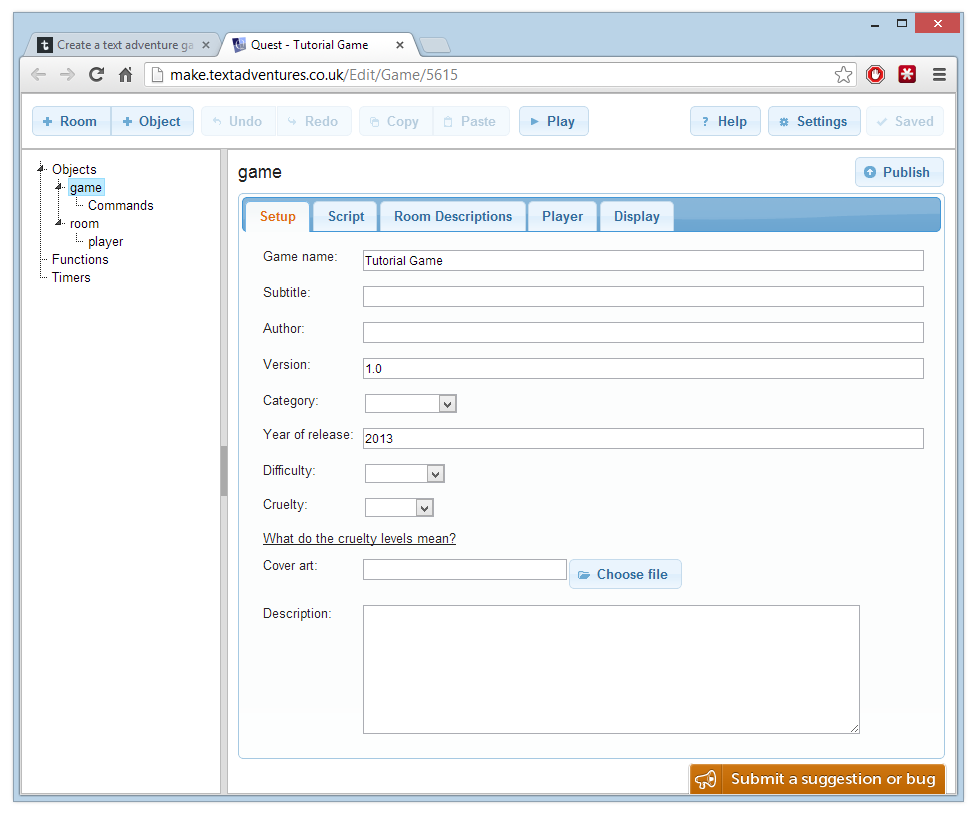 Create a text adventure ga
Quest - Tutorial Game
make.textadventures.co.uk/Edit/Game/5615
Room Object Undo Redo Copy Paste Play ? Help Settings Saved
Objects
game
Commands
room
player
Functions
Timers
game
Publish
Setup Script Room Descriptions Player Display
Game name: Tutorial Game
Subtitle:
Author:
Version: 1.0
Category:
Year of release: 2013
Difficulty:
Cruelty:
What do the cruelty levels mean?
Cover art: Choose file
Description:
Submit a suggestion or bug